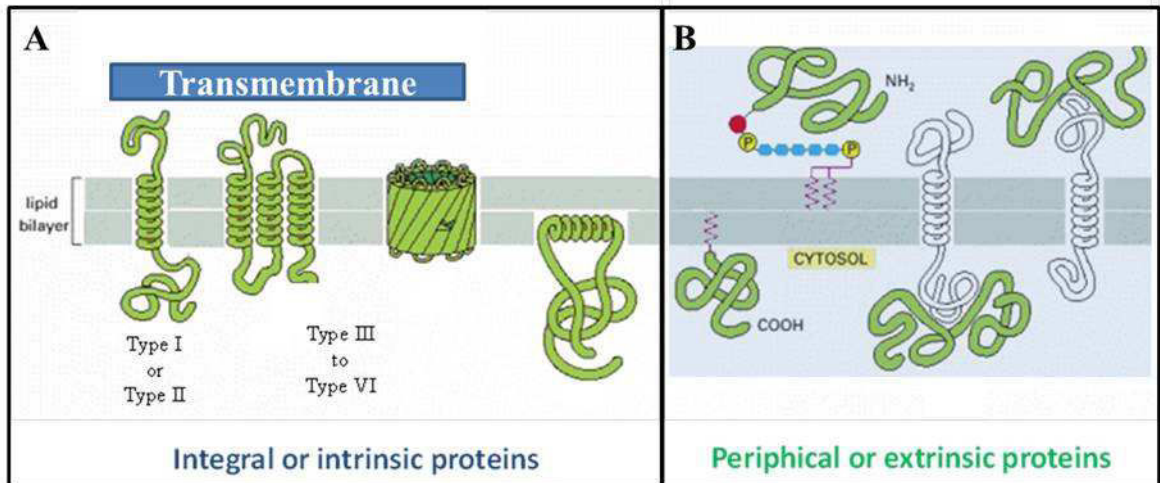 A
Transmembrane
lipid
bilayer
Type I
or
Type II
Type III
to
Type VI
Integral or intrinsic proteins
B
NH2
P
P
CYTOSOL
COOH
Periphical or extrinsic proteins